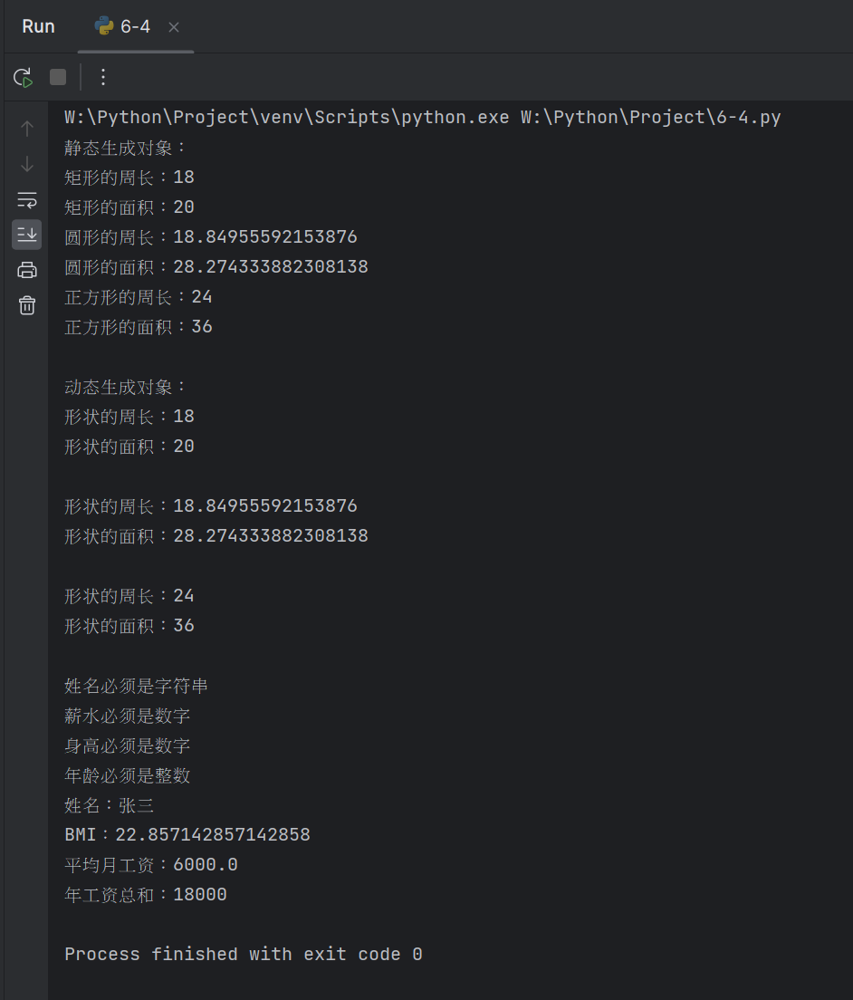 Run 6-4
W:\Python\Project\venv\Scripts\python.exe W:\Python\Project\6-4.py
静态生成对象：
矩形的周长：18
矩形的面积：20
圆形的周长：18.84955592153876
圆形的面积：28.274333882308138
正方形的周长：24
正方形的面积：36
动态生成对象：
形状的周长：18
形状的面积：20
形状的周长：18.84955592153876
形状的面积：28.274333882308138
形状的周长：24
形状的面积：36
姓名必须是字符串
薪水必须是数字
身高必须是数字
年龄必须是整数
姓名：张三
BMI：22.857142857142858
平均月工资：6000.0
年工资总和：18000
Process finished with exit code 0